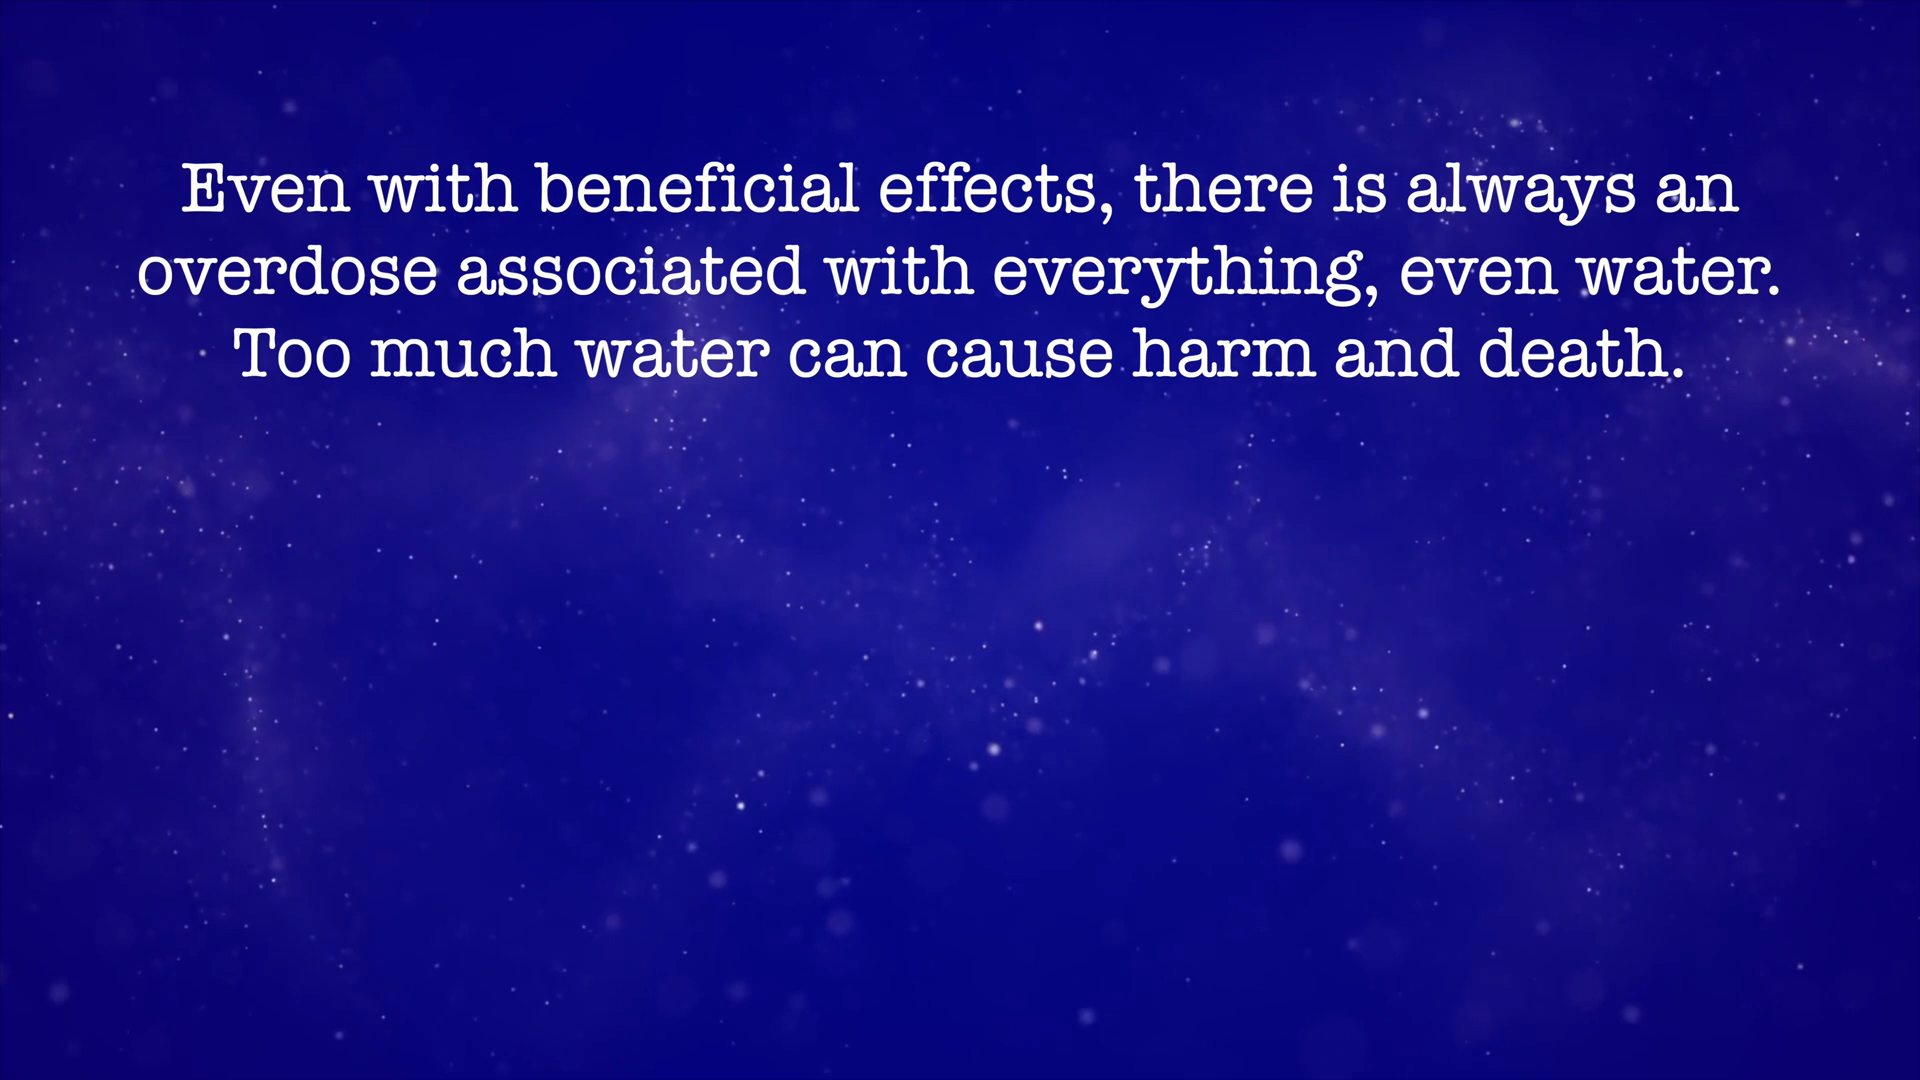 Even with beneficial effects, there is always an
overdose associated with everything, even water.
Too much water can cause harm and death.